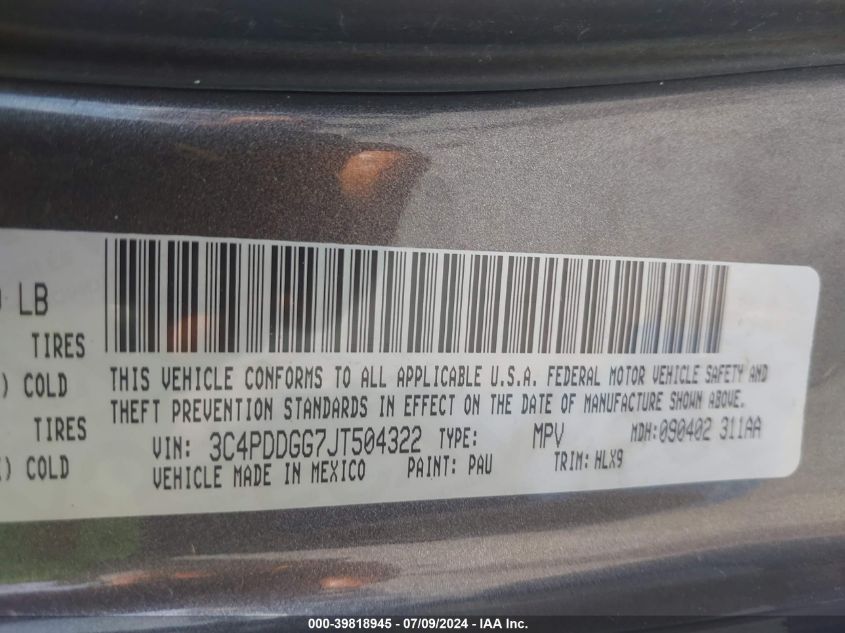 LB
TIRES
) COLD
TIRES
) COLD
THIS VEHICLE CONFORMS TO ALL APPLICABLE U.S.A. FEDERAL MOTOR VEHICLE SAFETY AND
THEFT PREVENTION STANDARDS IN EFFECT ON THE DATE OF MANUFACTURE SHOWN ABOVE.
VIN: 3C4PDDGG7JT504322 TYPE: MPV MDH:090402 311AA
VEHICLE MADE IN MEXICO PAINT: PAU TRIM: HLX9
000-39818945 / 07/09/2024 - IAA Inc.